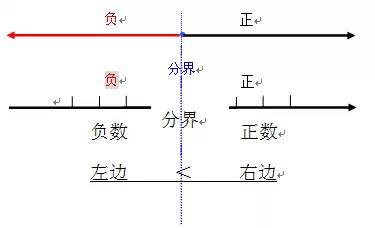 负 正
分界
负 正
负数 分界 正数
左边 < 右边